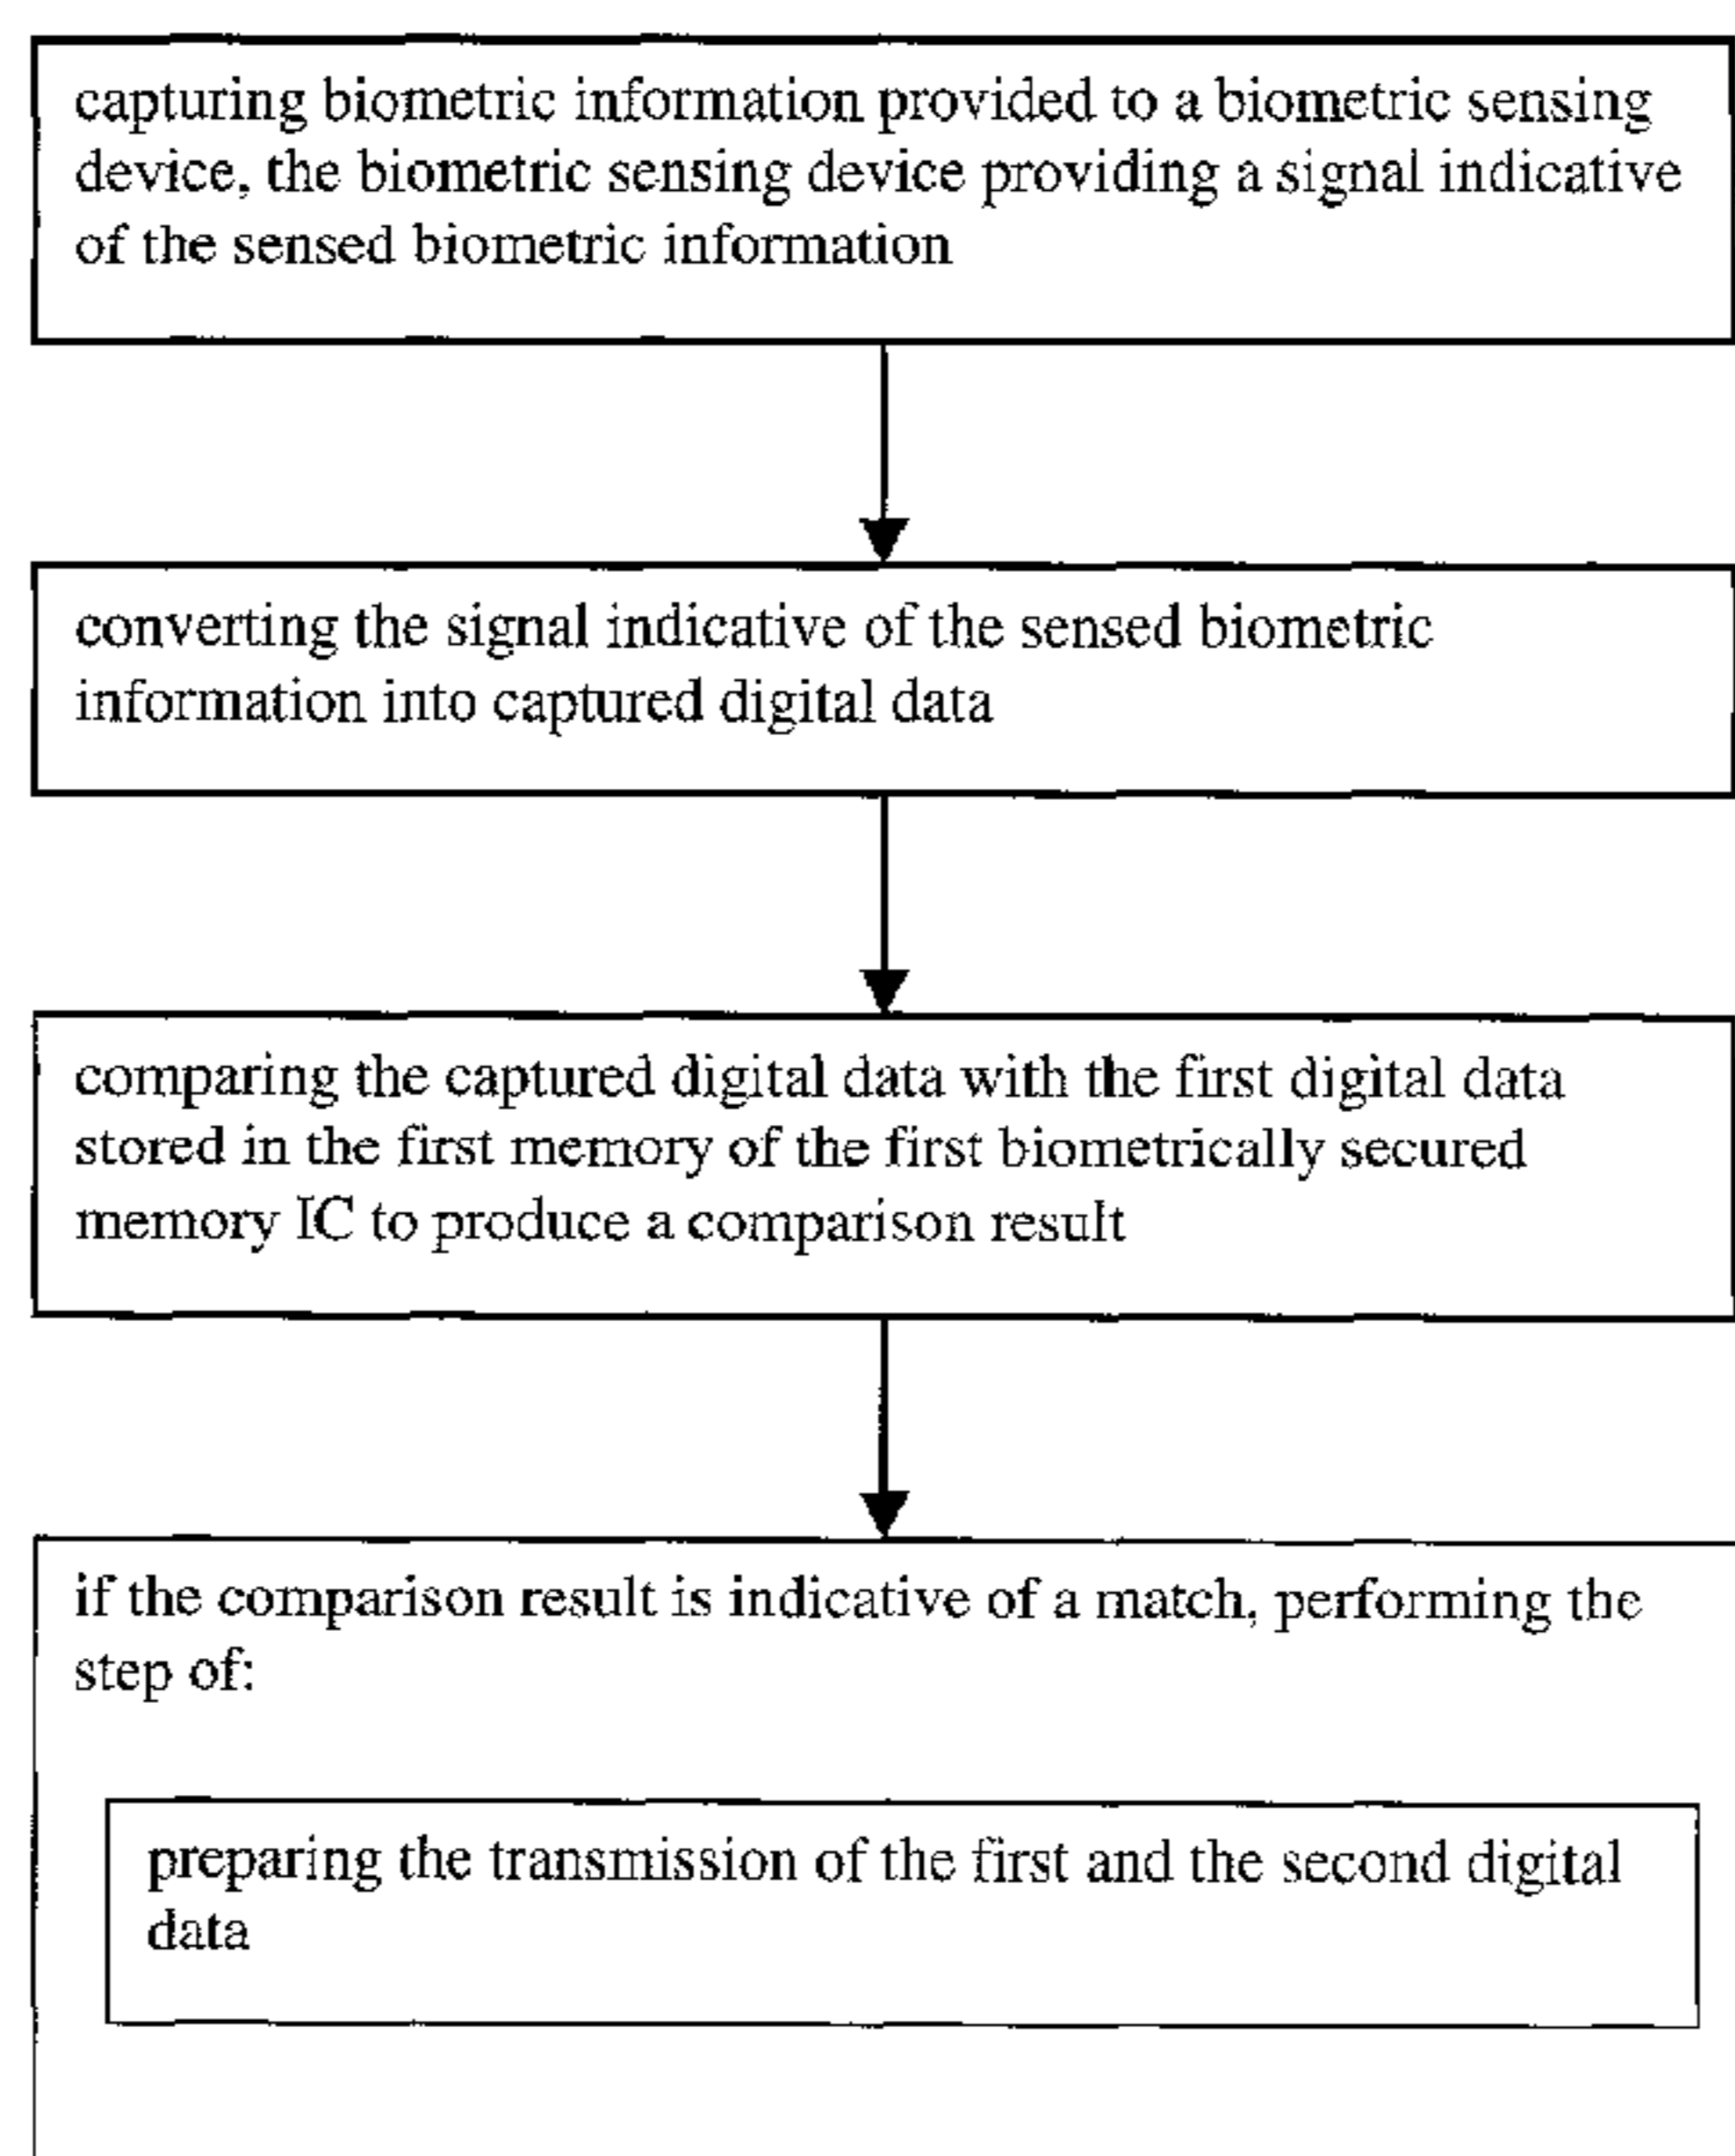 capturing biometric information provided to a biometric sensing
device, the biometric sensing device providing a signal indicative
of the sensed biometric information
converting the signal indicative of the sensed biometric
information into captured digital data
comparing the captured digital data with the first digital data
stored in the first memory of the first biometrically secured
memory IC to produce a comparison result
if the comparison result is indicative of a match, performing the
step of:
preparing the transmission of the first and the second digital
data